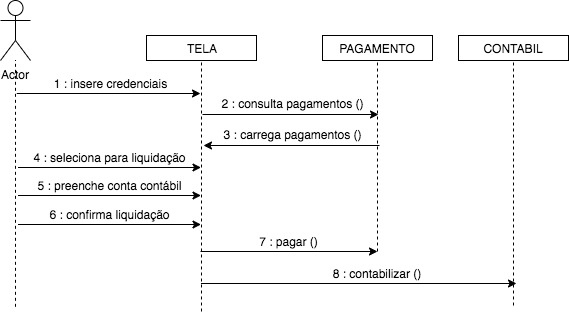 TELA
PAGAMENTO
CONTABIL
Actor
1 : insere credenciais
2 : consulta pagamentos ()
3 : carrega pagamentos ()
4 : seleciona para liquidação
5 : preenche conta contábil
6 : confirma liquidação
7 : pagar ()
8 : contabilizar ()